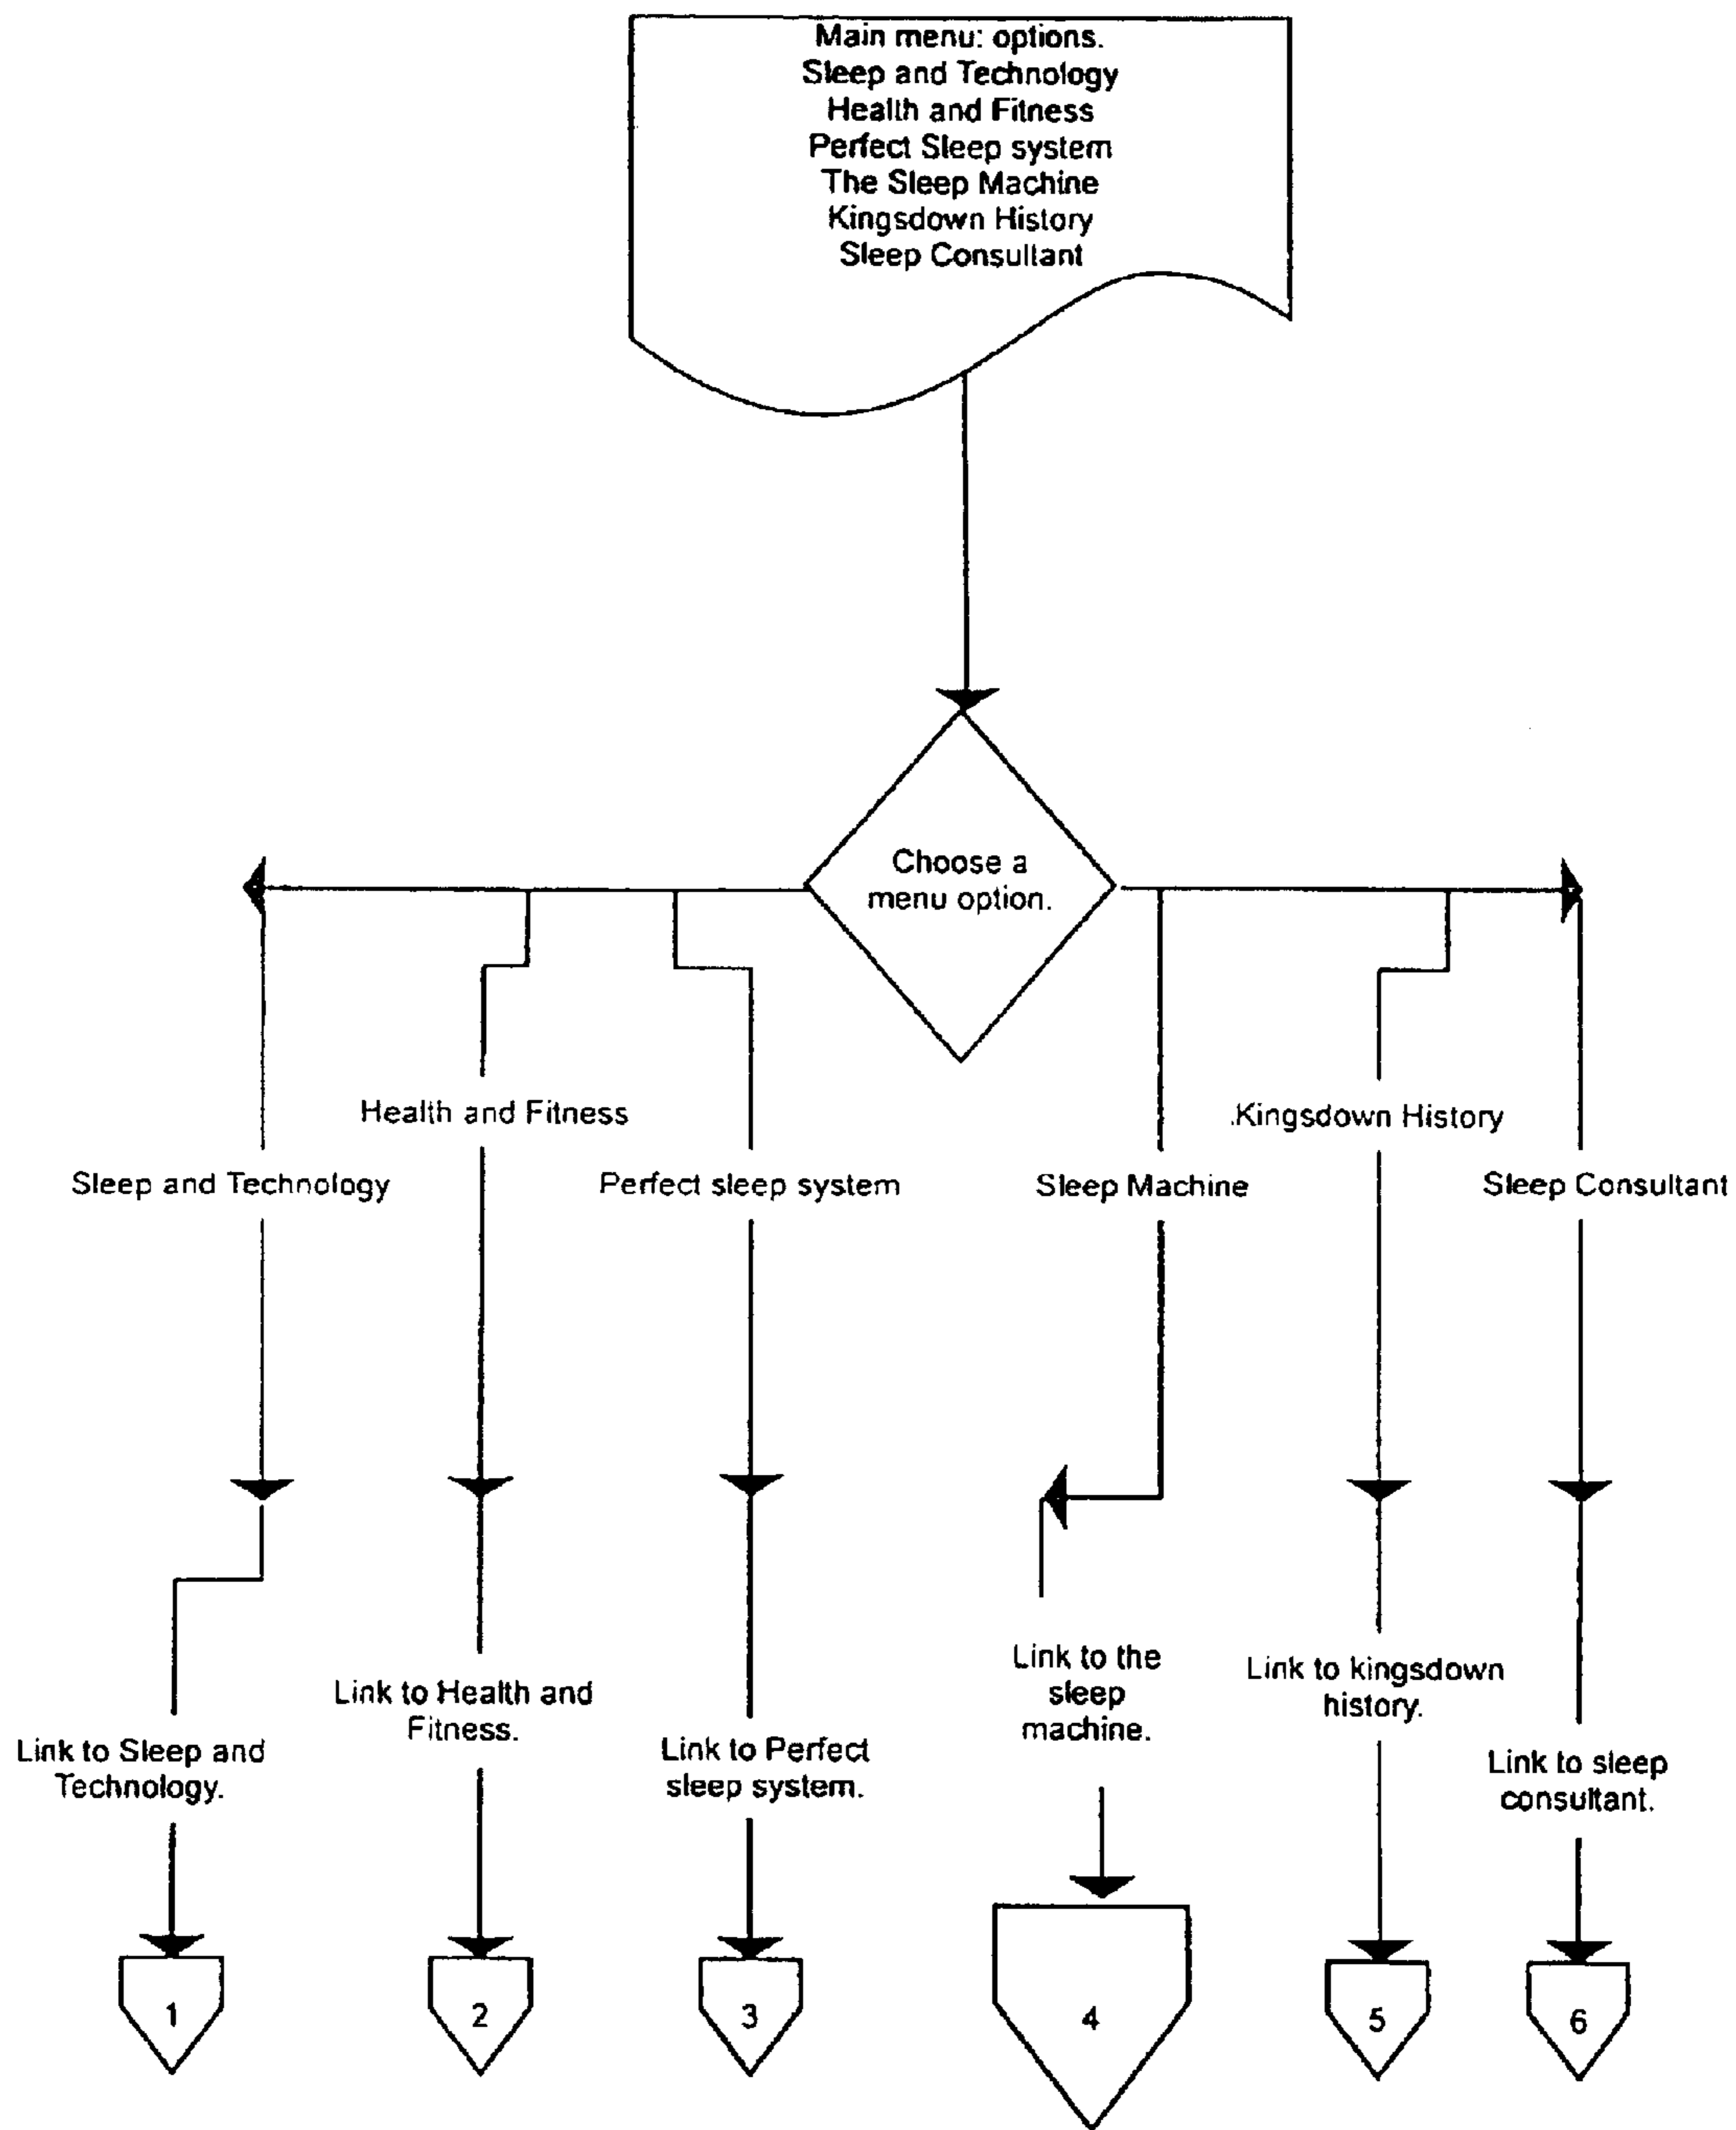 Main menu: options.
Sleep and Technology
Health and Fitness
Perfect Sleep system
The Sleep Machine
Kingsdown History
Sleep Consultant
Choose a
menu option.
Health and Fitness
.Kingsdown History
Sleep and Technology
Perfect sleep system
Sleep Machine
Sleep Consultant
Link to the
sleep
machine.
Link to kingsdown
history.
Link to Health and
Fitness.
Link to Sleep and
Technology.
Link to Perfect
sleep system.
Link to sleep
consultant.
1
2
3
4
5
6